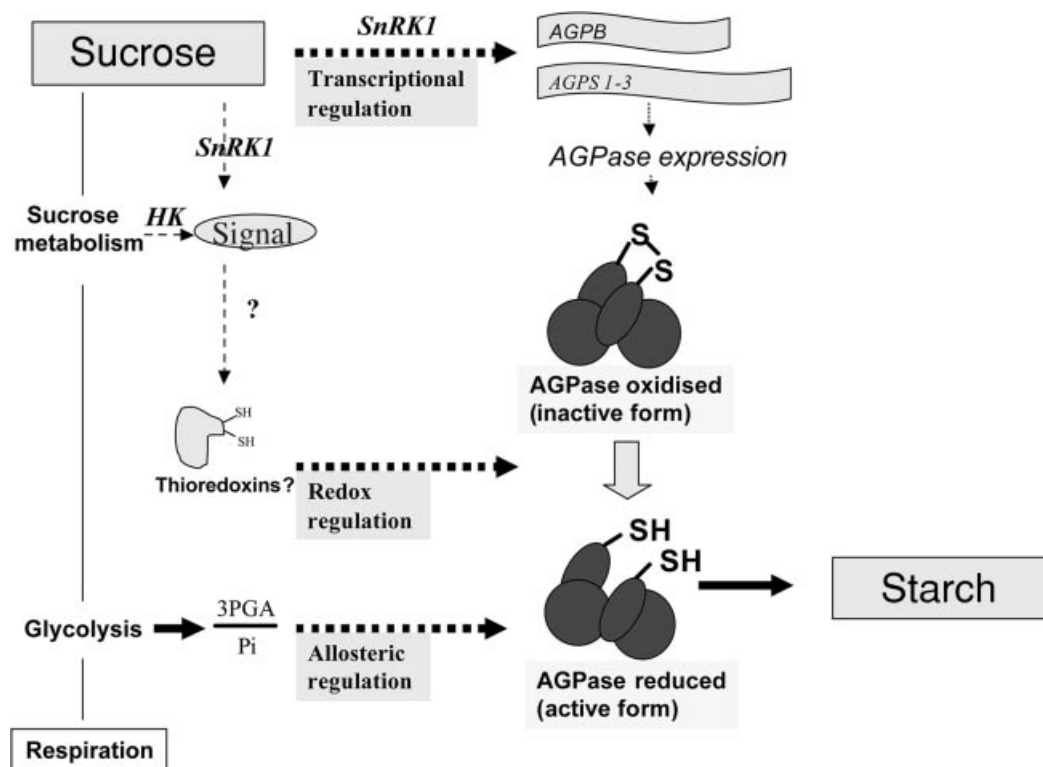 Sucrose
SnRK1
Transcriptional
regulation
AGPB
AGPS 1-3
AGPase expression
SnRK1
Sucrose
metabolism
HK
Signal
?
S
S
AGPase oxidised
(inactive form)
SH
SH
Thioredoxins?
Redox
regulation
SH
SH
Starch
Glycolysis
3PGA
Pi
Allosteric
regulation
AGPase reduced
(active form)
Respiration